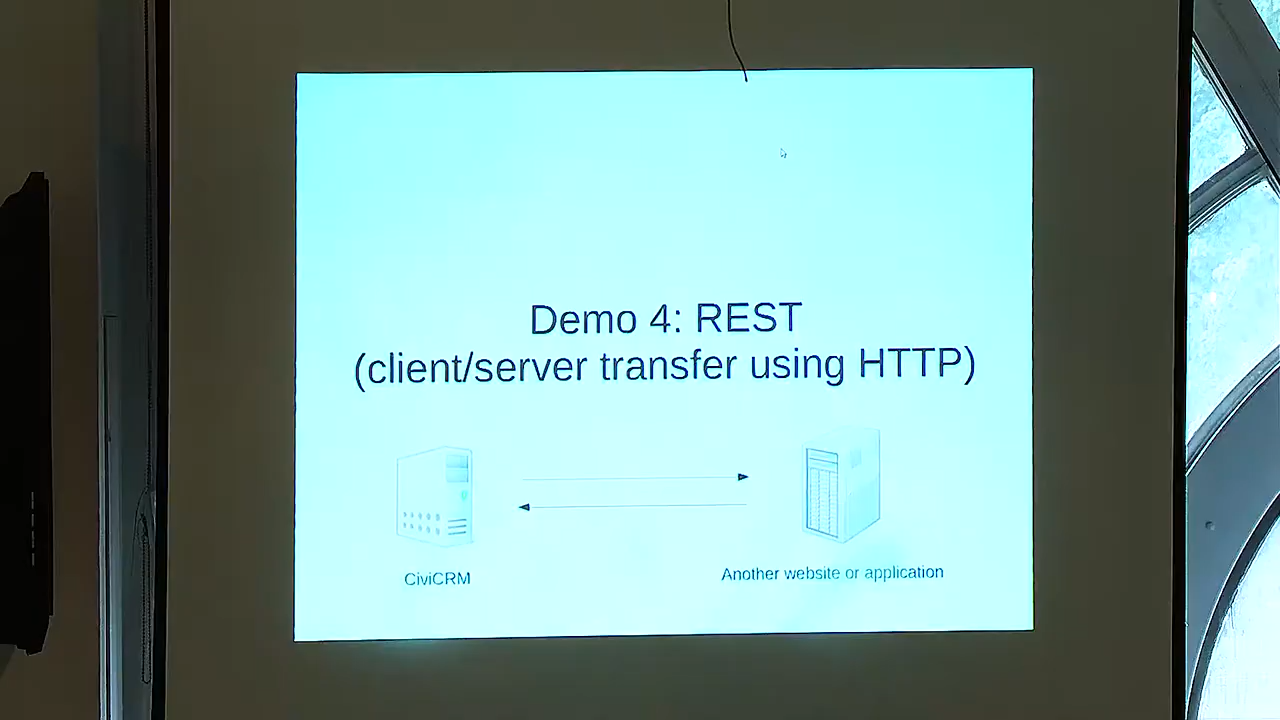 Demo 4: REST
(client/server transfer using HTTP)
CiviCRM
Another website or application